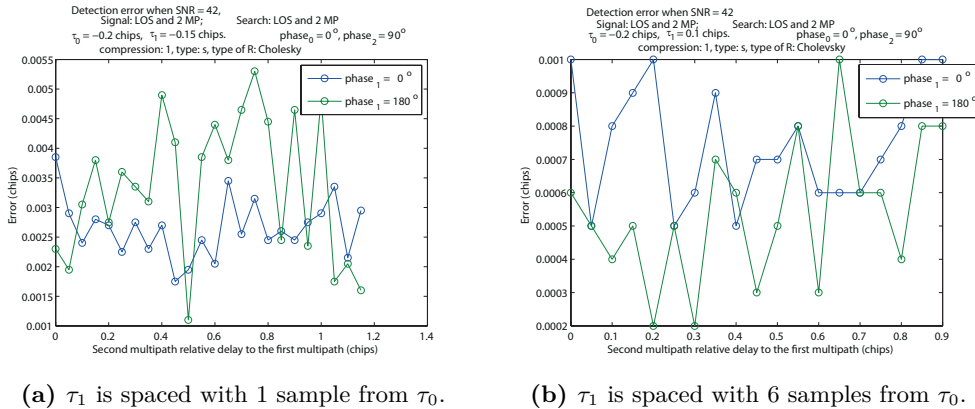 Detection error when SNR = 42,
Signal: LOS and 2 MP; Search: LOS and 2 MP
τ0 = −0.2 chips, τ1 = −0.15 chips. phase0 = 0°, phase2 = 90°
compression: 1, type: s, type of R: Cholesky
0.0055
0.005
0.0045
0.004
0.0035
0.003
0.0025
0.002
0.0015
0.001
Error (chips)
phase1 = 0°
phase1 = 180°
0 0.2 0.4 0.6 0.8 1 1.2 1.4
Second multipath relative delay to the first multipath (chips)
(a) τ1 is spaced with 1 sample from τ0.
Detection error when SNR = 42
Signal: LOS and 2 MP; Search: LOS and 2 MP
τ0 = −0.2 chips, τ1 = 0.1 chips. phase0 = 0°, phase2 = 90°
compression: 1, type: s, type of R: Cholevsky
0.001
0.0009
0.0008
0.0007
0.0006
0.0005
0.0004
0.0003
0.0002
Error (chips)
phase1 = 0°
phase1 = 180°
0 0.1 0.2 0.3 0.4 0.5 0.6 0.7 0.8 0.9
Second multipath relative delay to the first multipath (chips)
(b) τ1 is spaced with 6 samples from τ0.